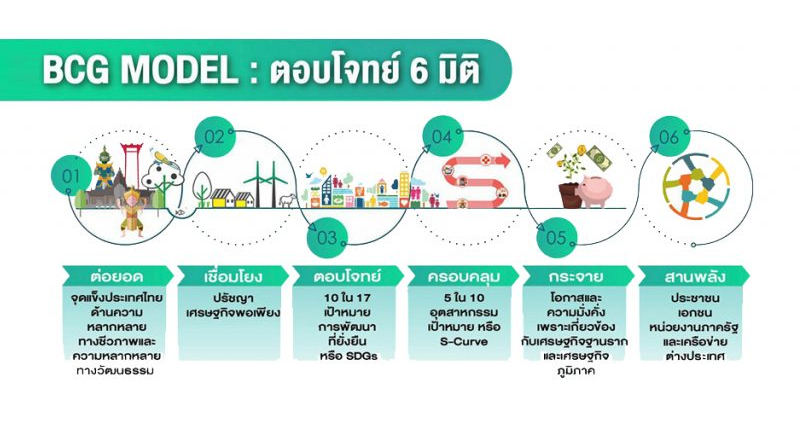 BCG MODEL : ตอบโจทย์ 6 มิติ
01
02
03
04
05
06
ต่อยอด
จุดแข็งประเทศไทย
ด้านความ
หลากหลาย
ทางชีวภาพและ
ความหลากหลาย
ทางวัฒนธรรม
เชื่อมโยง
ปรัชญา
เศรษฐกิจพอเพียง
ตอบโจทย์
10 ใน 17
เป้าหมาย
การพัฒนา
ที่ยั่งยืน
หรือ SDGs
ครอบคลุม
5 ใน 10
อุตสาหกรรม
เป้าหมาย หรือ
S-Curve
กระจาย
โอกาสและ
ความมั่งคั่ง
เพราะเกี่ยวข้อง
กับเศรษฐกิจฐานราก
และเศรษฐกิจ
ภูมิภาค
สานพลัง
ประชาชน
เอกชน
หน่วยงานภาครัฐ
และเครือข่าย
ต่างประเทศ